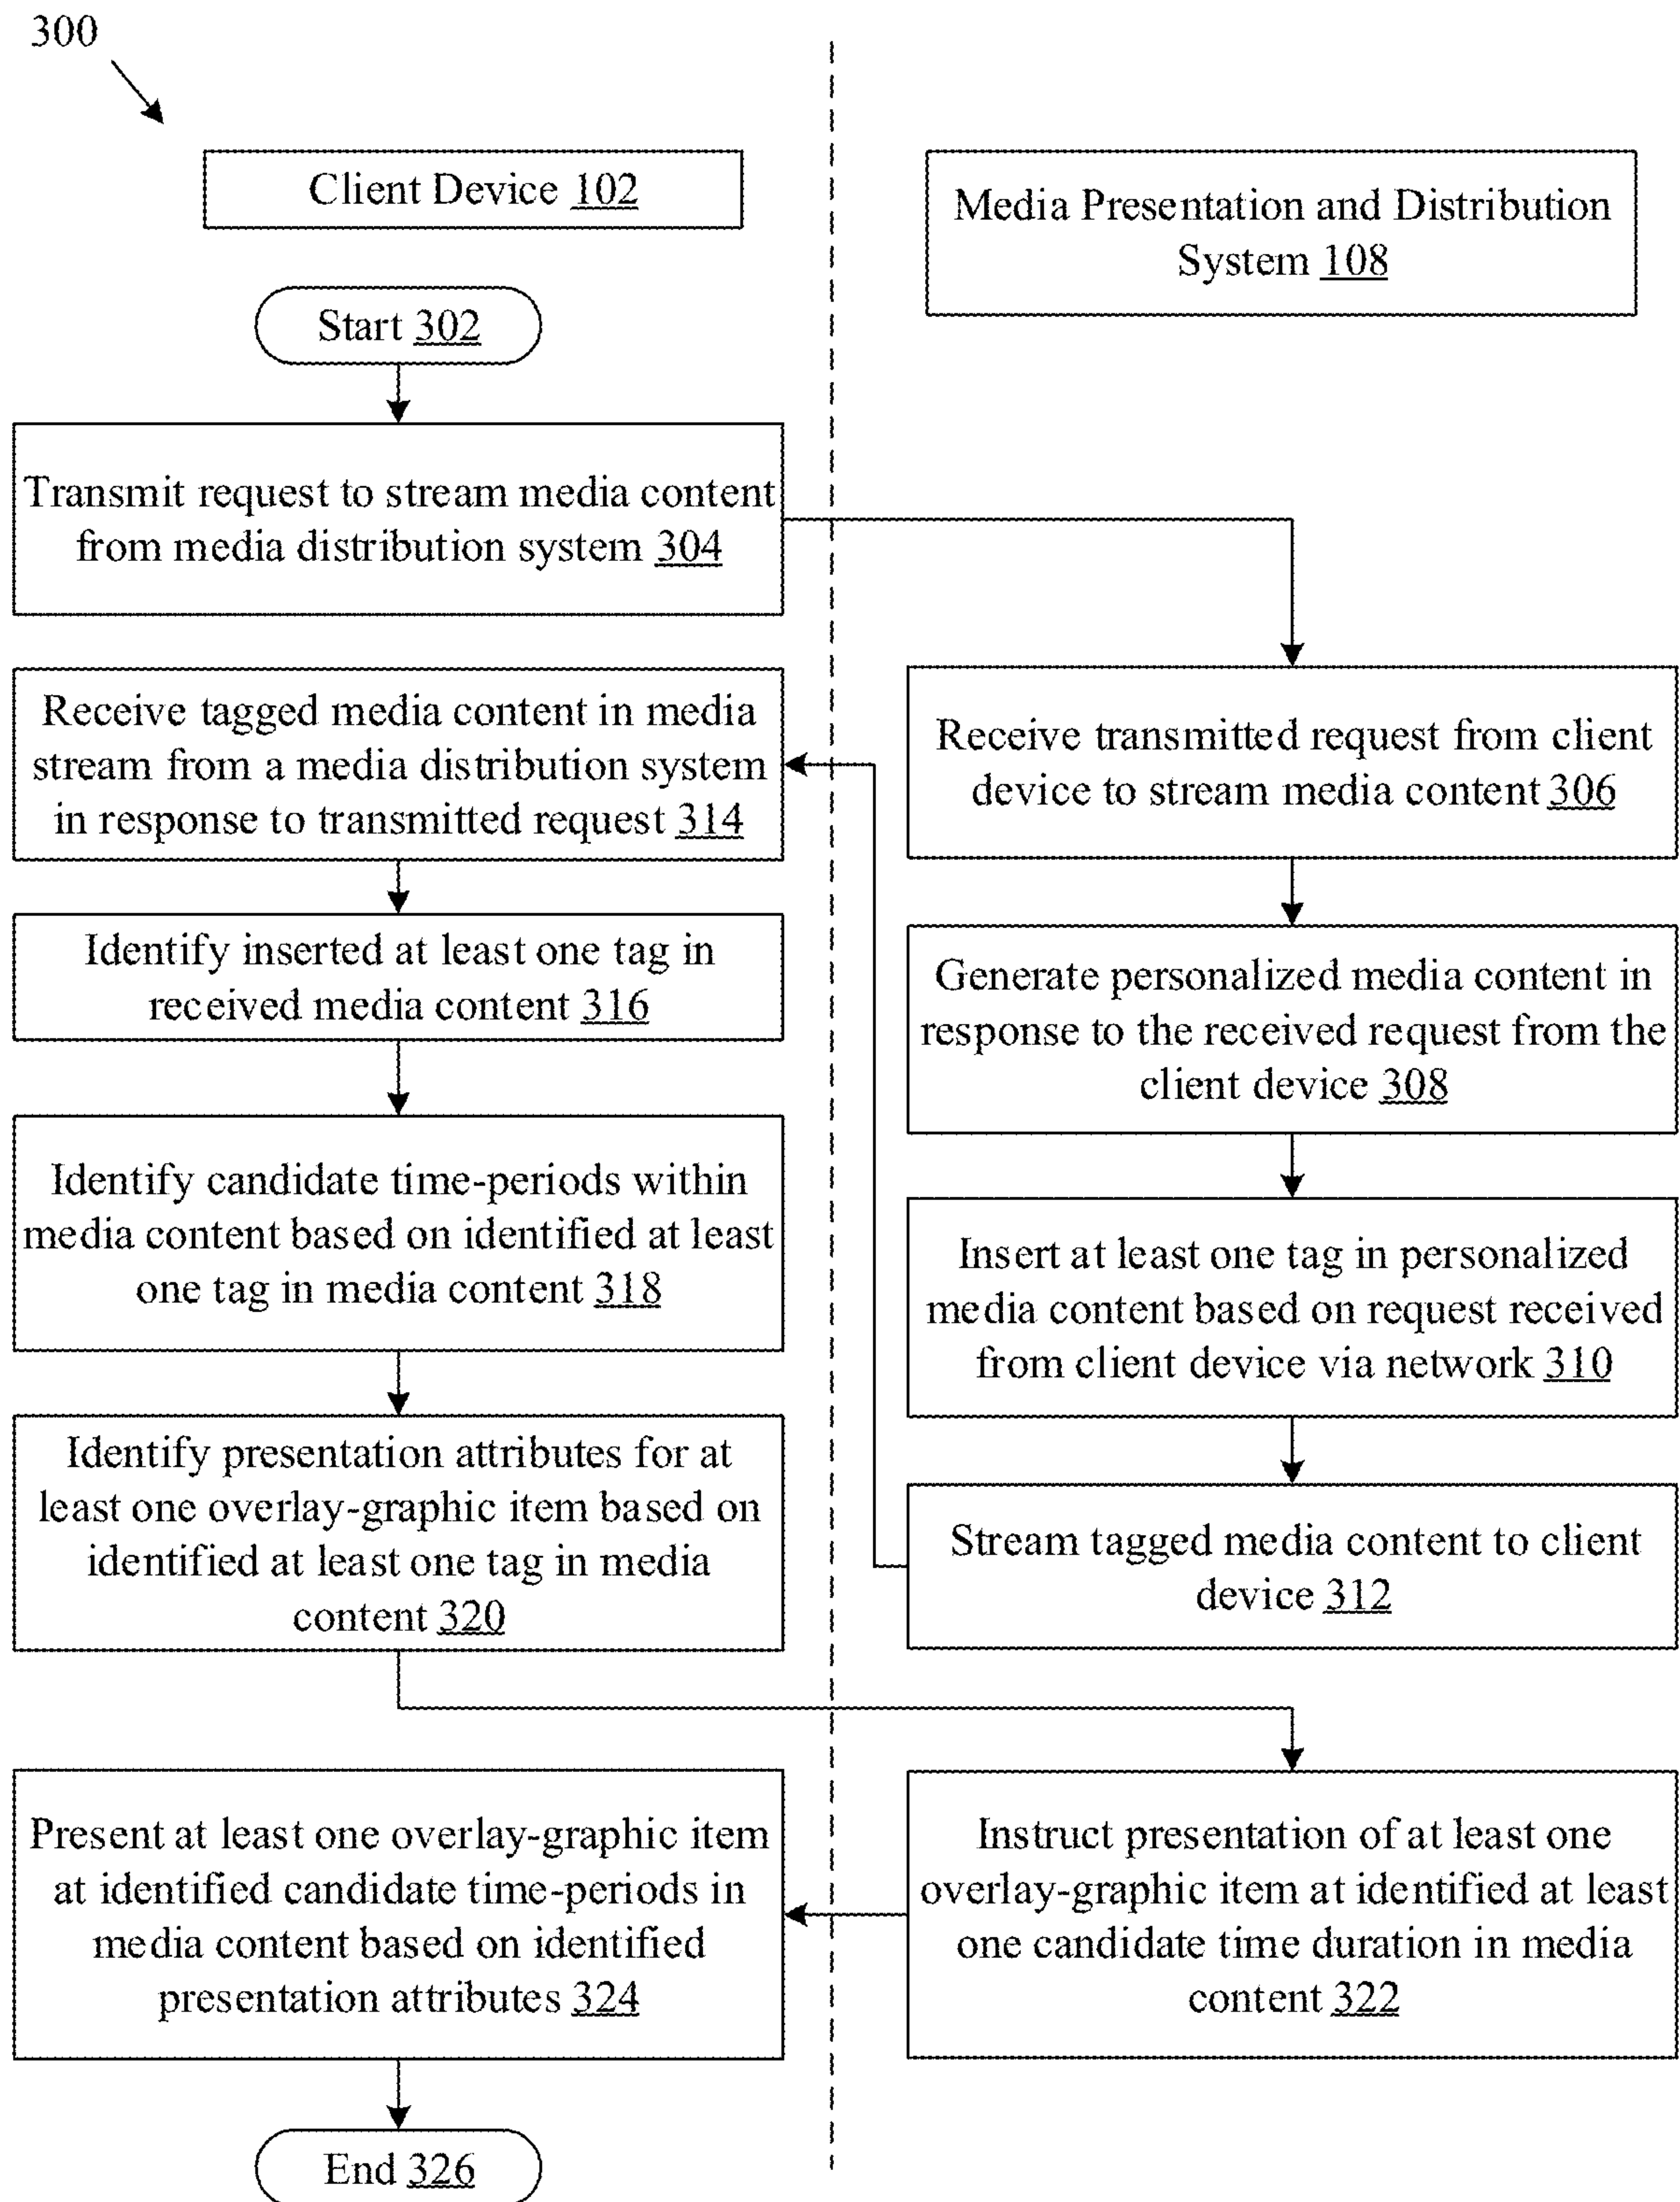 300
Client Device 102
Media Presentation and Distribution
System 108
Start 302
Transmit request to stream media content
from media distribution system 304
Receive transmitted request from client
device to stream media content 306
Generate personalized media content in
response to the received request from the
client device 308
Insert at least one tag in personalized
media content based on request received
from client device via network 310
Stream tagged media content to client
device 312
Receive tagged media content in media
stream from a media distribution system
in response to transmitted request 314
Identify inserted at least one tag in
received media content 316
Identify candidate time-periods within
media content based on identified at least
one tag in media content 318
Identify presentation attributes for at
least one overlay-graphic item based on
identified at least one tag in media
content 320
Instruct presentation of at least one
overlay-graphic item at identified at least
one candidate time duration in media
content 322
Present at least one overlay-graphic item
at identified candidate time-periods in
media content based on identified
presentation attributes 324
End 326